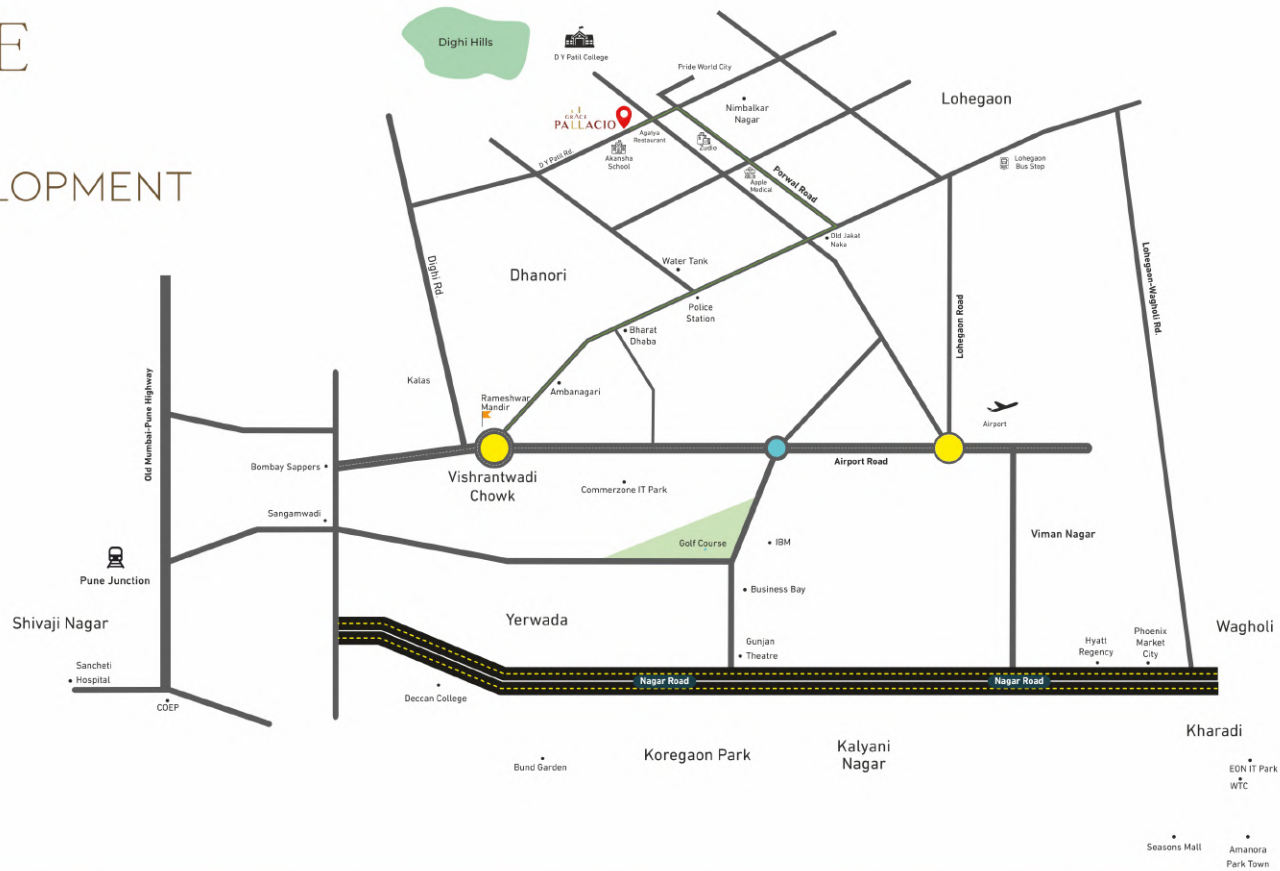 E
LOPMENT
Dighi Hills
D Y Patil College
Pride World City
Lohegaon
Nimbalkar
Nagar
GRACE
PALLACIO
Agatya
Restaurant
Zudio
D Y Patil Rd.
Akansha
School
Apple
Medical
Porwal Road
Lohegaon
Bus Stop
Old Jakat
Naka
Dighi Rd.
Dhanori
Water Tank
Police
Station
Bharat
Dhaba
Lohegaon Road
Lohegaon-Wagholi Rd.
Old Mumbai-Pune Highway
Kalas
Rameshwar
Mandir
Ambanagari
Airport
Bombay Sappers
Vishrantwadi
Chowk
Airport Road
Commerzone IT Park
Sangamwadi
Golf Course
IBM
Viman Nagar
Pune Junction
Business Bay
Shivaji Nagar
Yerwada
Wagholi
Gunjan
Theatre
Hyatt
Regency
Phoenix
Market
City
Sancheti
Hospital
Nagar Road
Nagar Road
Deccan College
COEP
Kharadi
Koregaon Park
Kalyani
Nagar
Bund Garden
EON IT Park
WTC
Seasons Mall
Amanora
Park Town